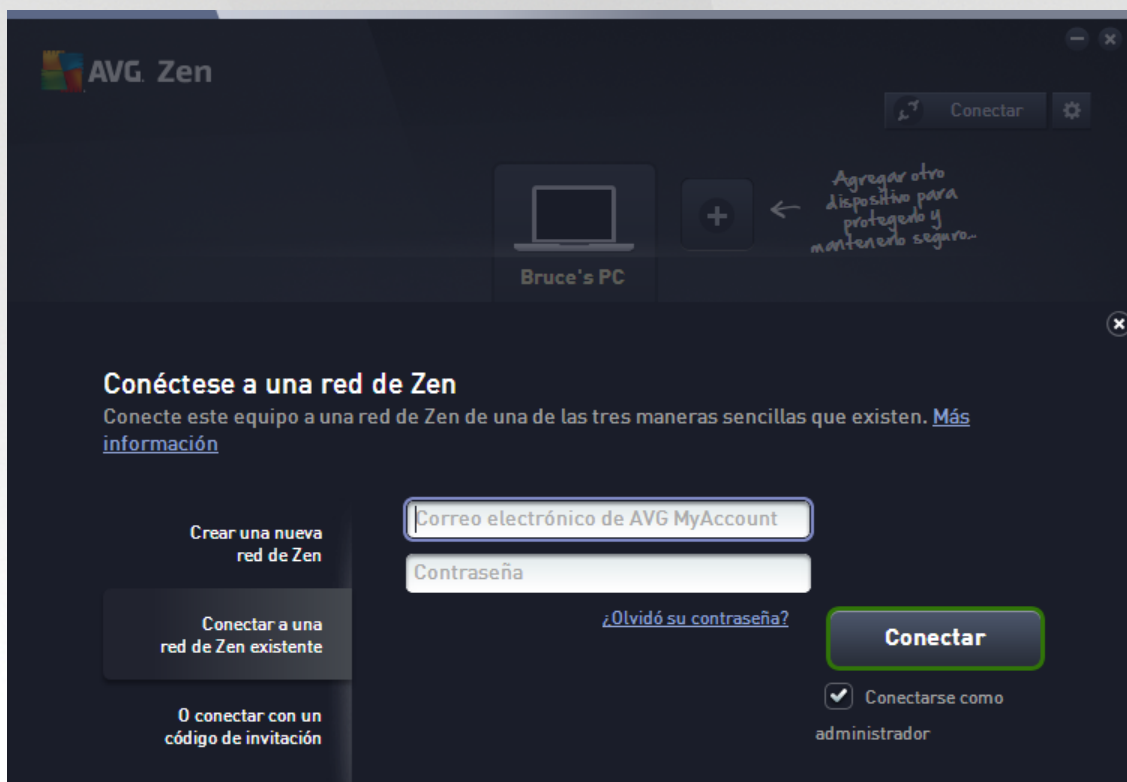 AVG. Zen
Conectar
Agregar otro
dispositivo para
protegerlo y
mantenerlo seguro...
Bruce's PC
Conéctese a una red de Zen
Conecte este equipo a una red de Zen de una de las tres maneras sencillas que existen. Más
información
Crear una nueva
red de Zen
Conectar a una
red de Zen existente
O conectar con un
código de invitación
Correo electrónico de AVG MyAccount
Contraseña
¿Olvidó su contraseña?
Conectar
Conectarse como
administrador